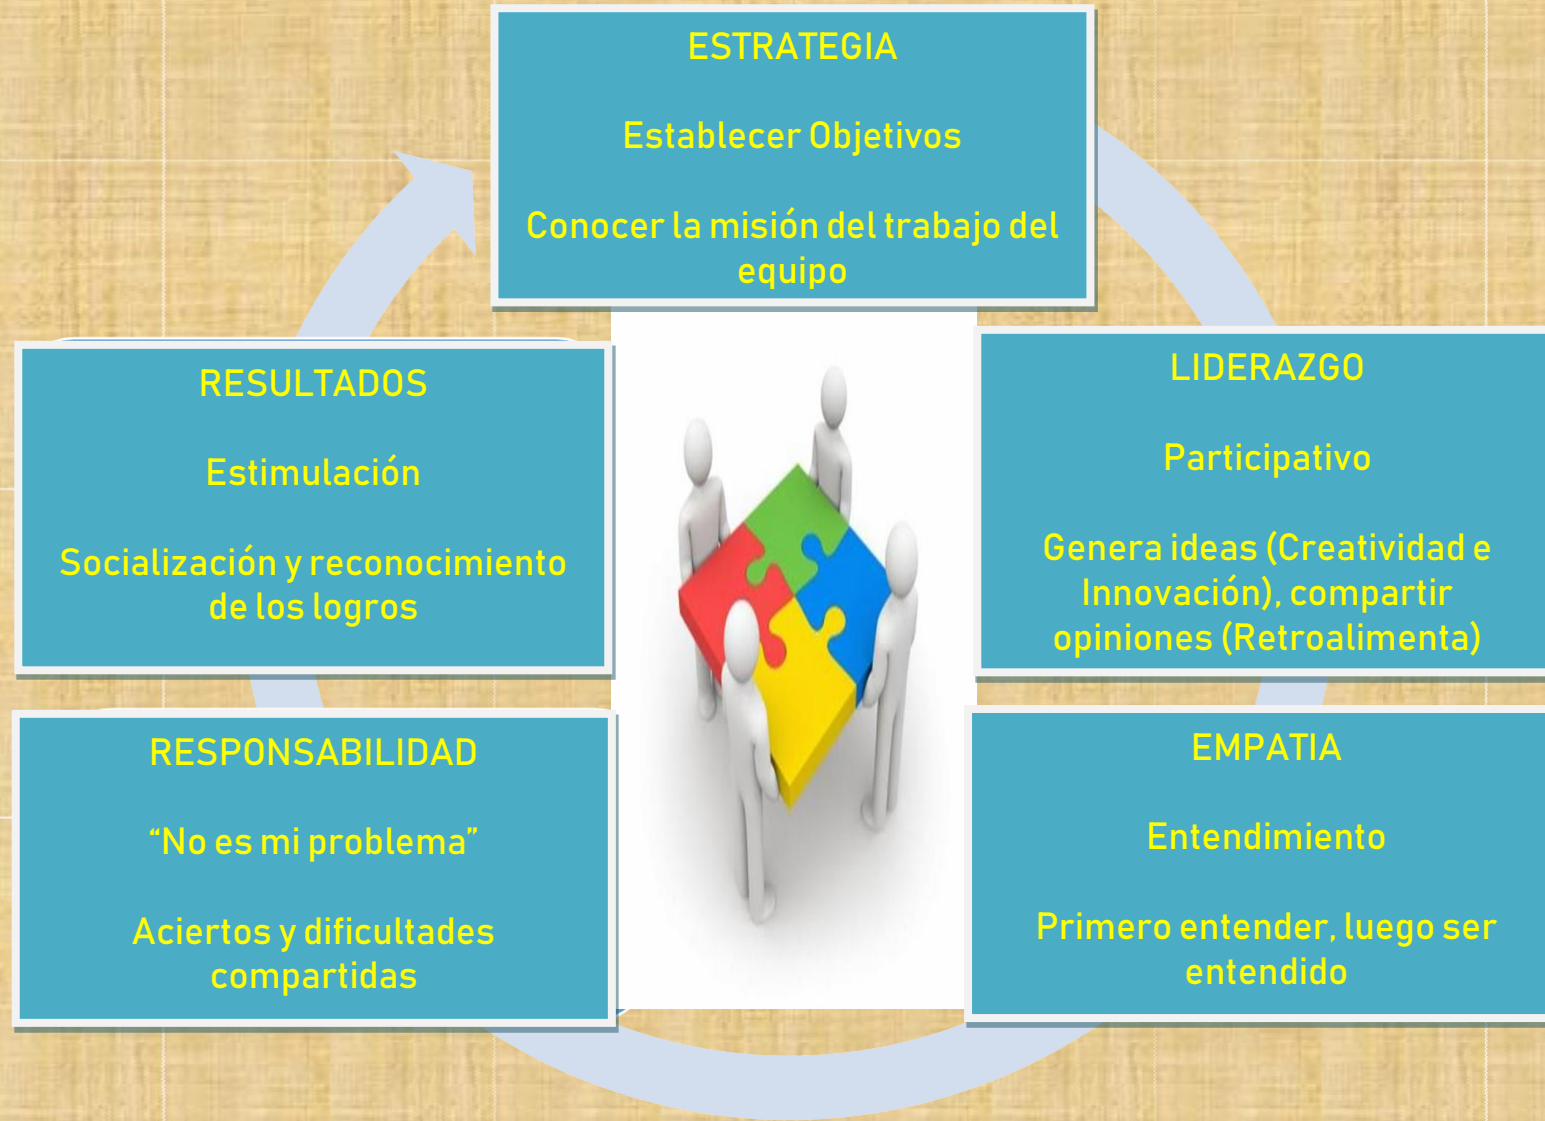 ESTRATEGIA
Establecer Objetivos
Conocer la misión del trabajo del
equipo
LIDERAZGO
Participativo
Genera ideas (Creatividad e
Innovación), compartir
opiniones (Retroalimenta)
EMPATIA
Entendimiento
Primero entender, luego ser
entendido
RESPONSABILIDAD
“No es mi problema”
Aciertos y dificultades
compartidas
RESULTADOS
Estimulación
Socialización y reconocimiento
de los logros